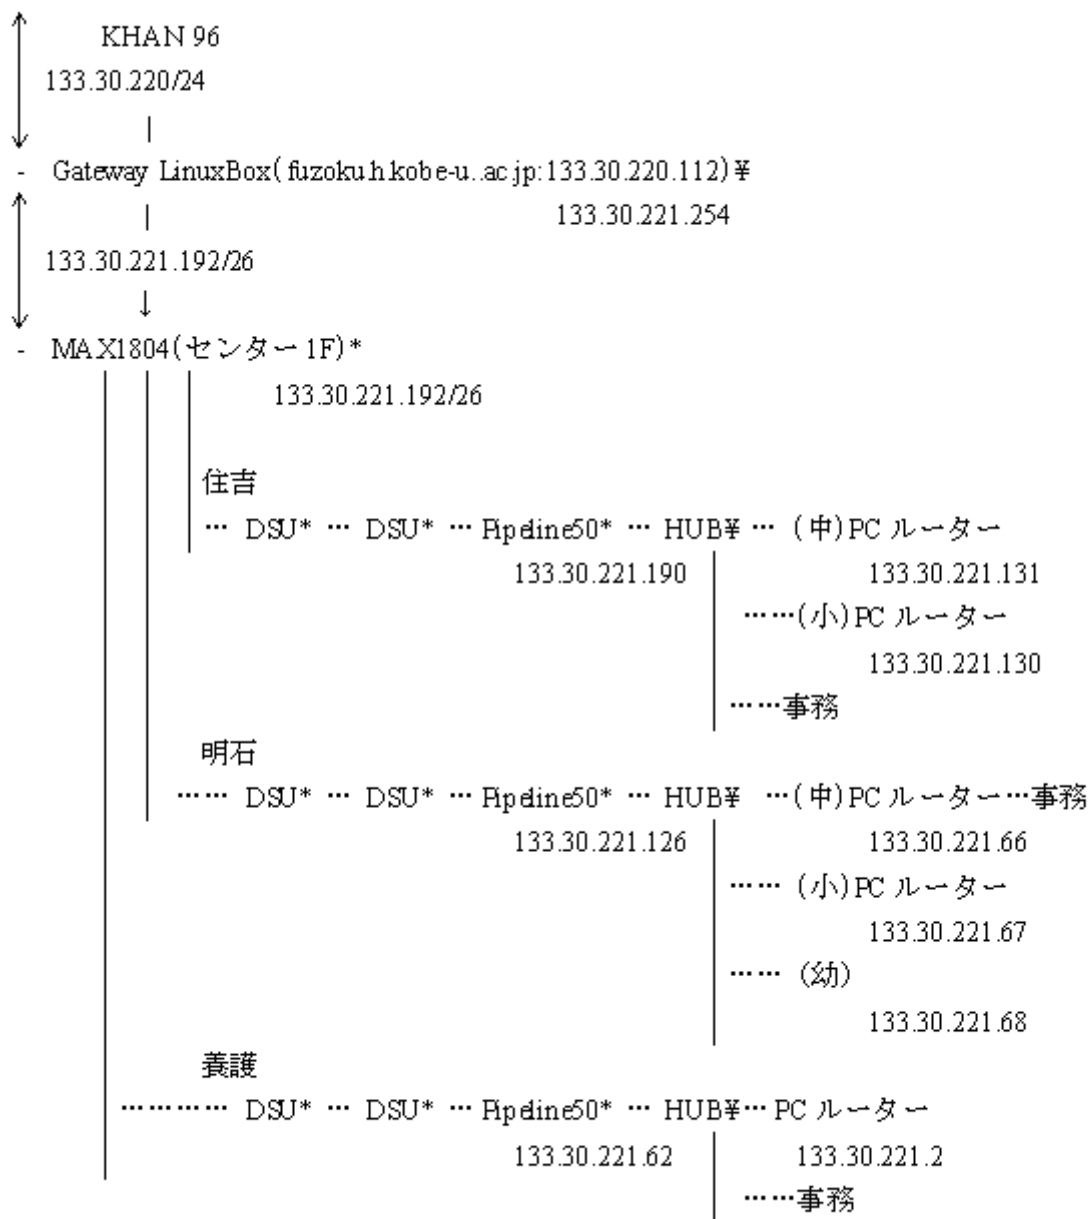 KHAN 96
133.30.220/24
|
- Gateway LinuxBox(fuzoku.h.kobe-u..ac.jp:133.30.220.112)¥
| 133.30.221.254
133.30.221.192/26
↓
- MAX1804(センター1F)*
133.30.221.192/26
住吉
… DSU* … DSU* … Pipeline50* … HUB¥ … (中)PC ルーター
133.30.221.190 133.30.221.131
……(小)PC ルーター
133.30.221.130
……事務
明石
…… DSU* … DSU* … Pipeline50* … HUB¥ …(中)PC ルーター…事務
133.30.221.126 133.30.221.66
…… (小)PC ルーター
133.30.221.67
…… (幼)
133.30.221.68
養護
………… DSU* … DSU* … Pipeline50* … HUB¥… PC ルーター
133.30.221.62 133.30.221.2
……事務